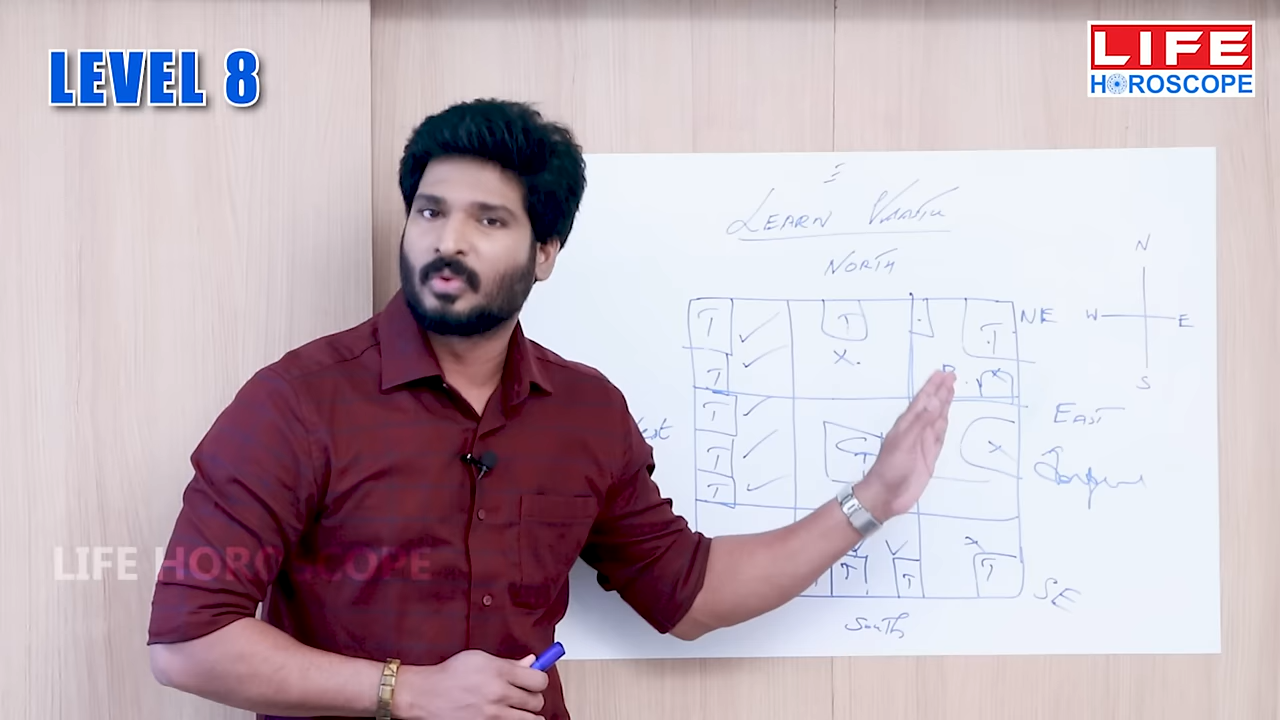 LEVEL 8
LIFE
HOROSCOPE
LEARN VAASTU
NORTH
N
W E
S
T T T NE
X
T
T X EAST
T
T
T
T T T SE
South
LIFE HOROSCOPE